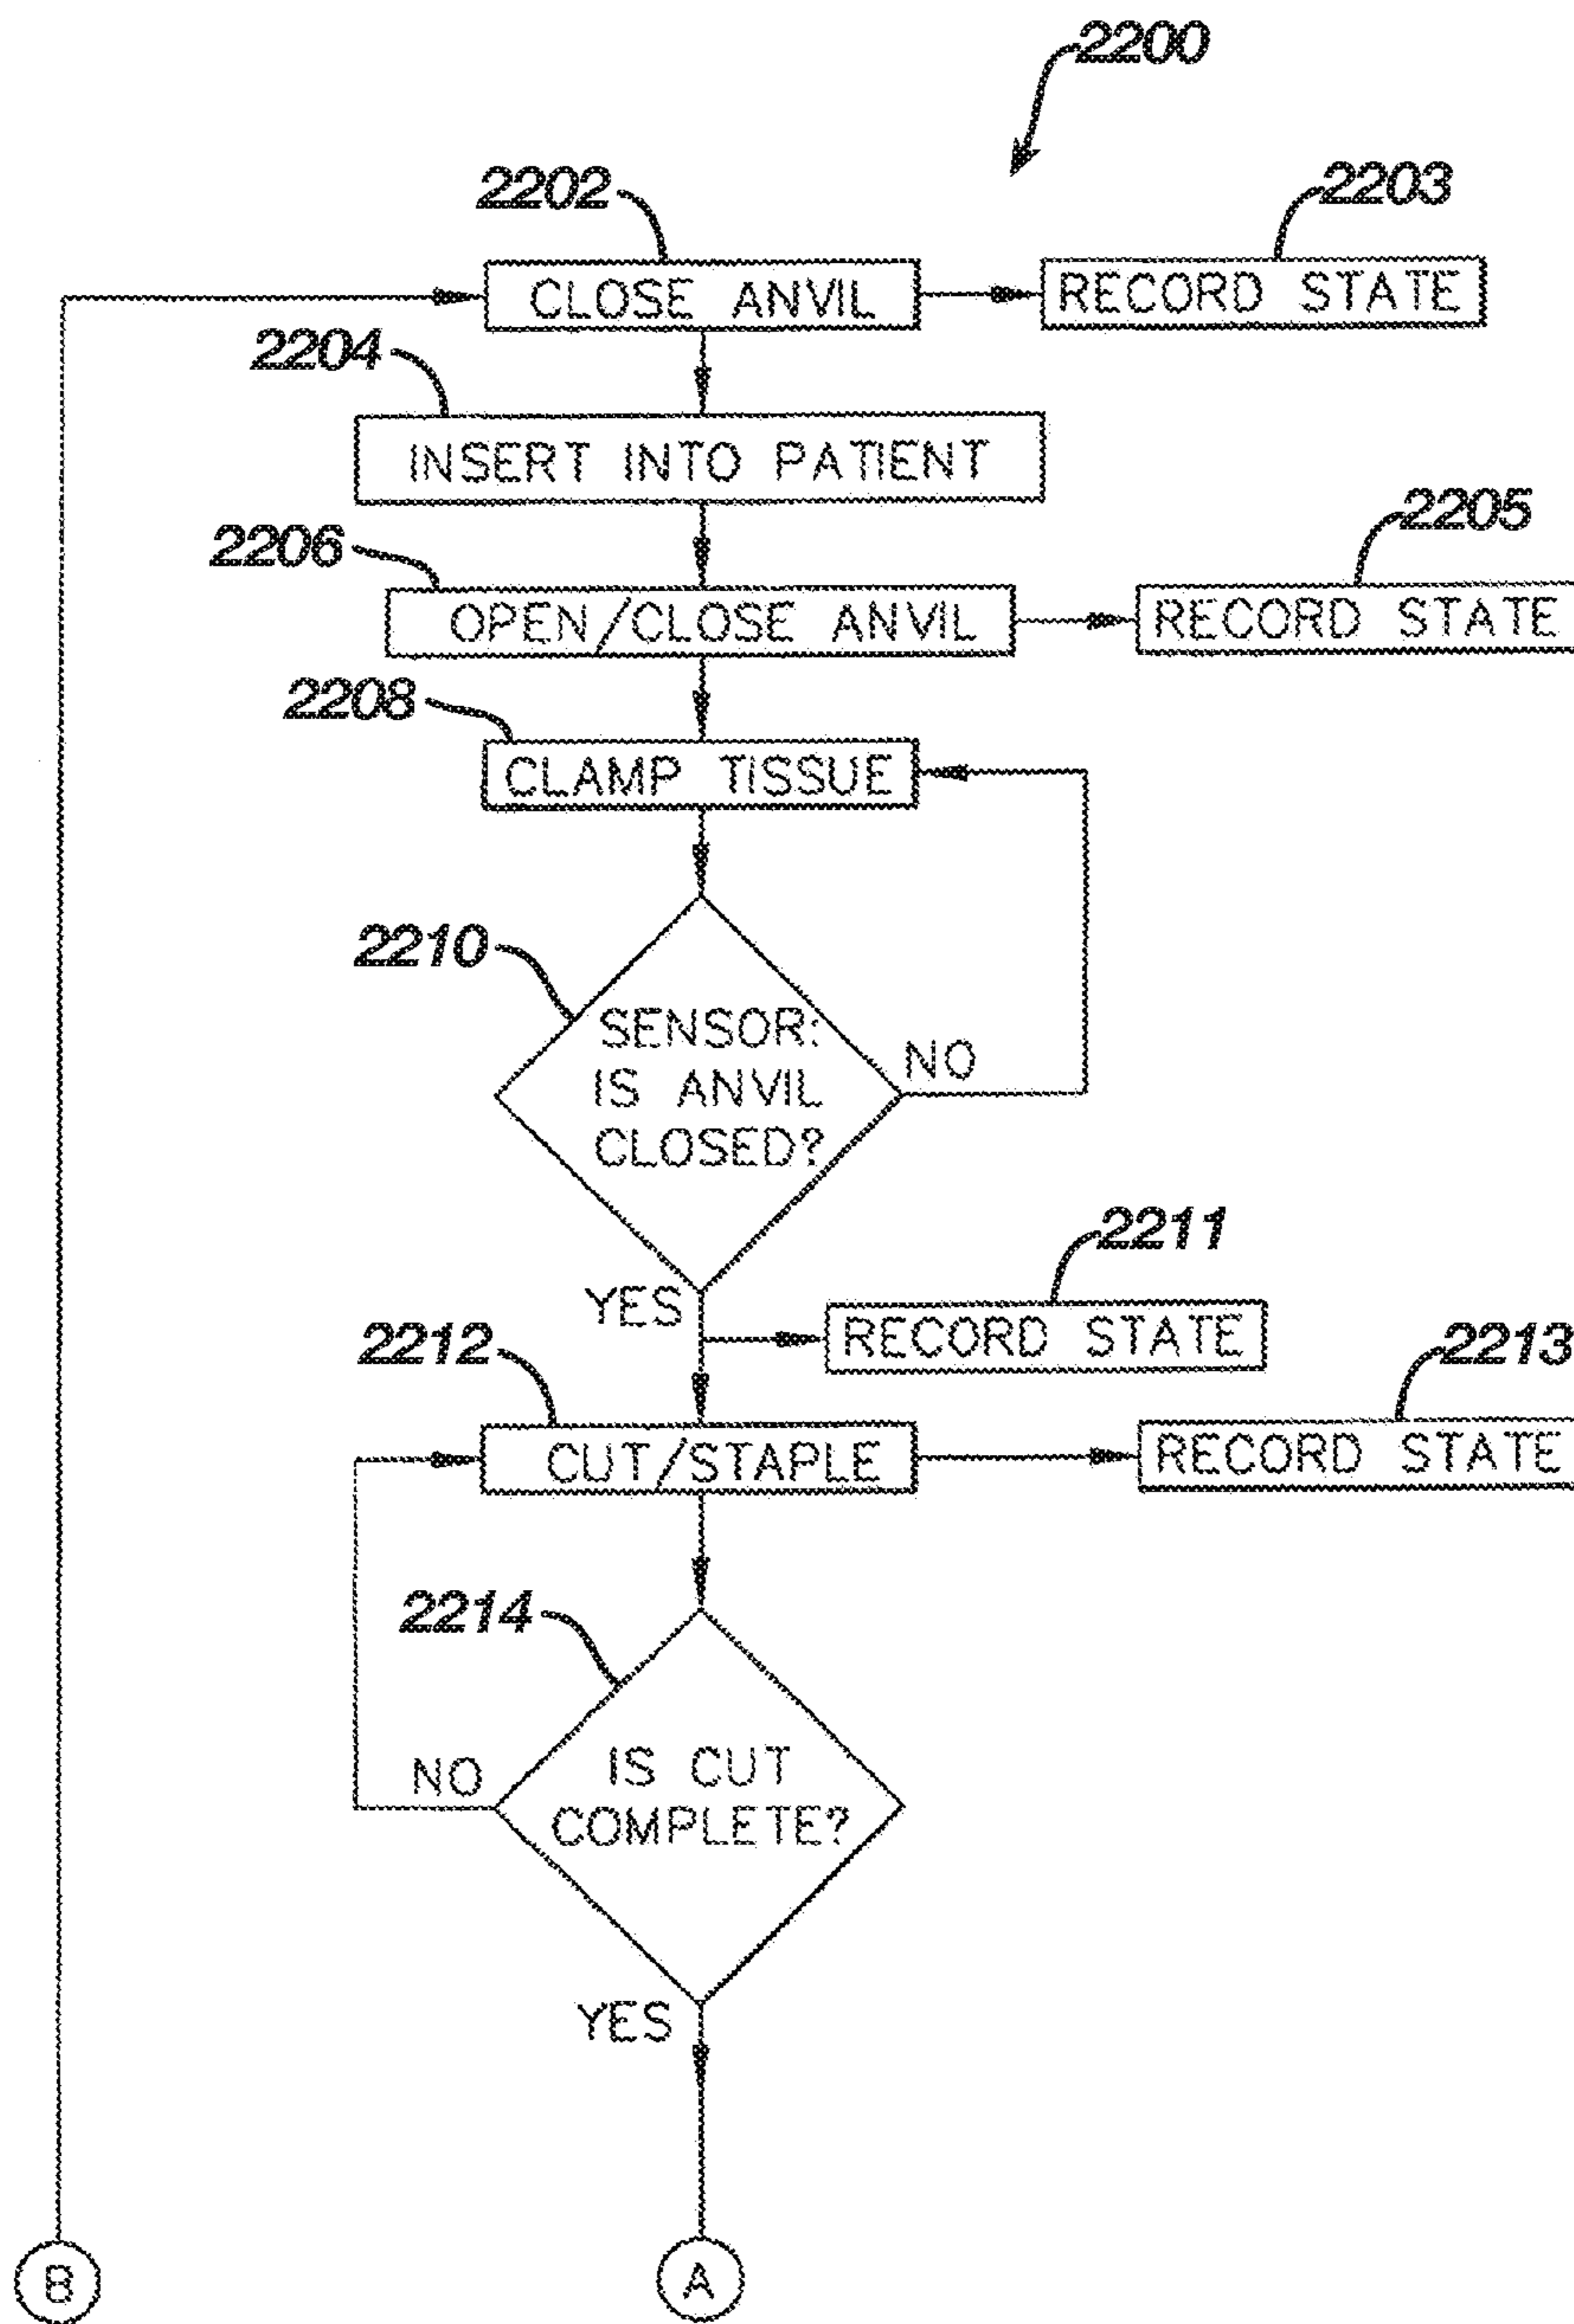 2200
2202
2203
CLOSE ANVIL
RECORD STATE
2204
INSERT INTO PATIENT
2205
2206
OPEN/CLOSE ANVIL
RECORD STATE
2208
CLAMP TISSUE
2210
SENSOR:
IS ANVIL
CLOSED?
NO
YES
2211
RECORD STATE
2212
2213
CUT/STAPLE
RECORD STATE
2214
IS CUT
COMPLETE?
NO
YES
B
A